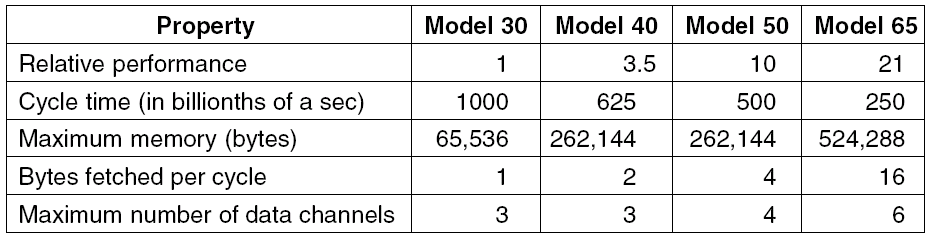 Property Model 30 Model 40 Model 50 Model 65
Relative performance 1 3.5 10 21
Cycle time (in billionths of a sec) 1000 625 500 250
Maximum memory (bytes) 65,536 262,144 262,144 524,288
Bytes fetched per cycle 1 2 4 16
Maximum number of data channels 3 3 4 6